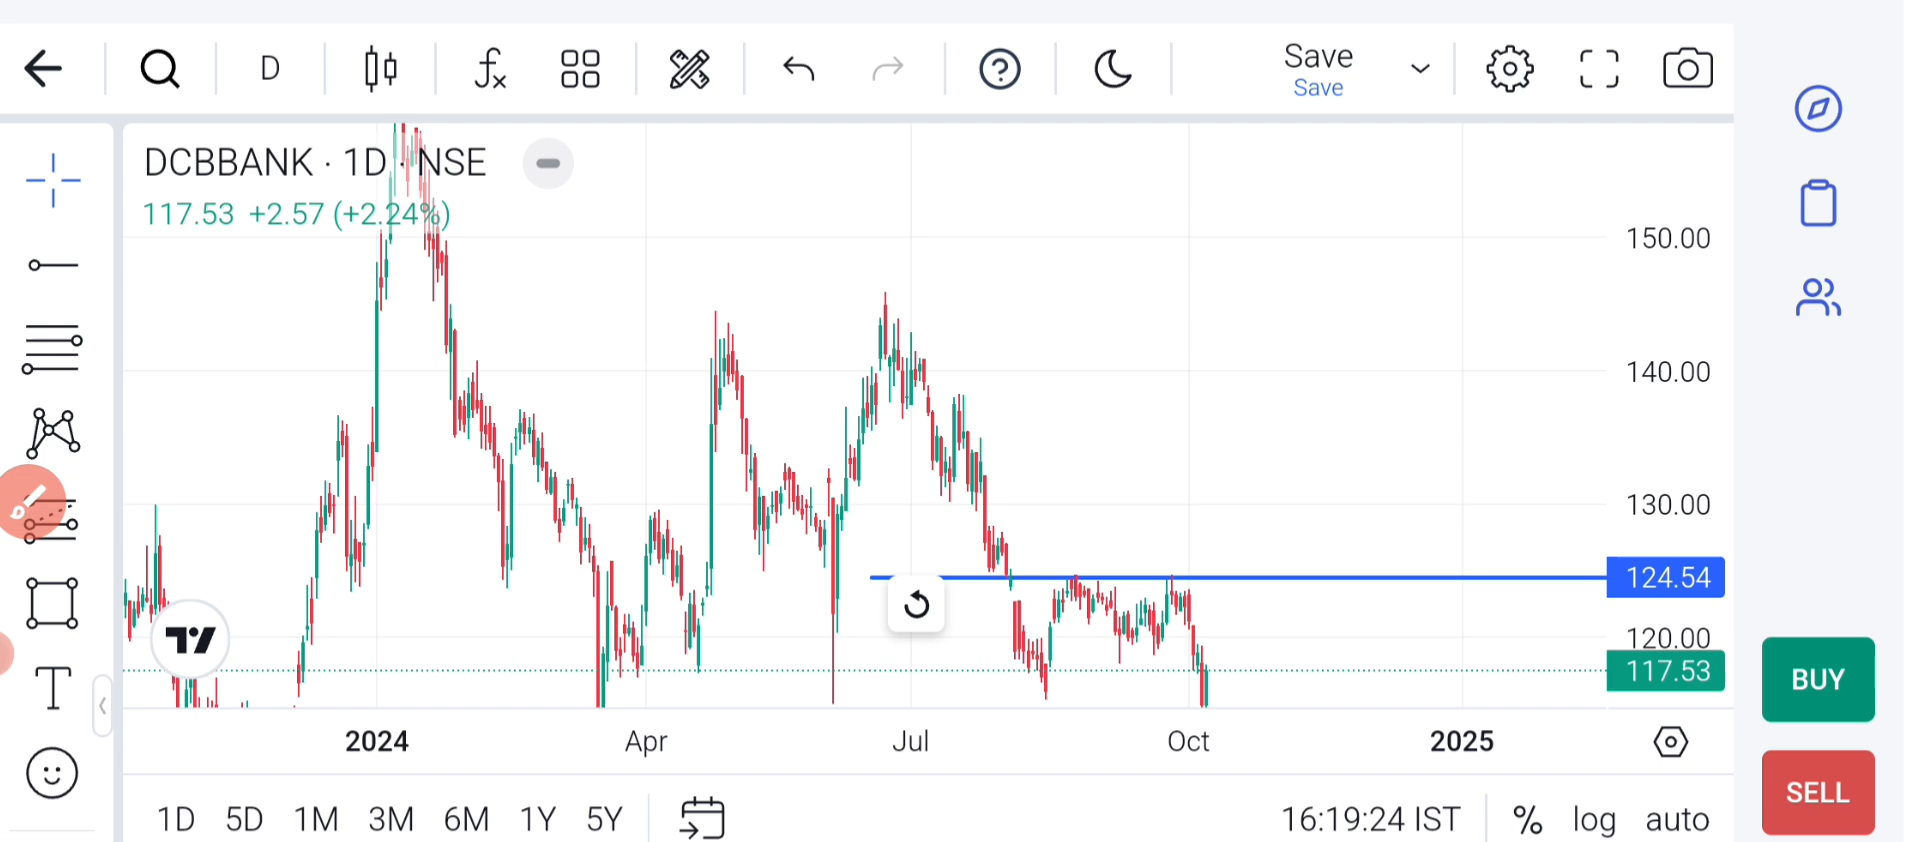 D
Save
Save
DCBBANK · 1D · NSE
117.53 +2.57 (+2.24%)
150.00
140.00
130.00
124.54
120.00
117.53
BUY
SELL
2024 Apr Jul Oct 2025
1D 5D 1M 3M 6M 1Y 5Y
16:19:24 IST % log auto